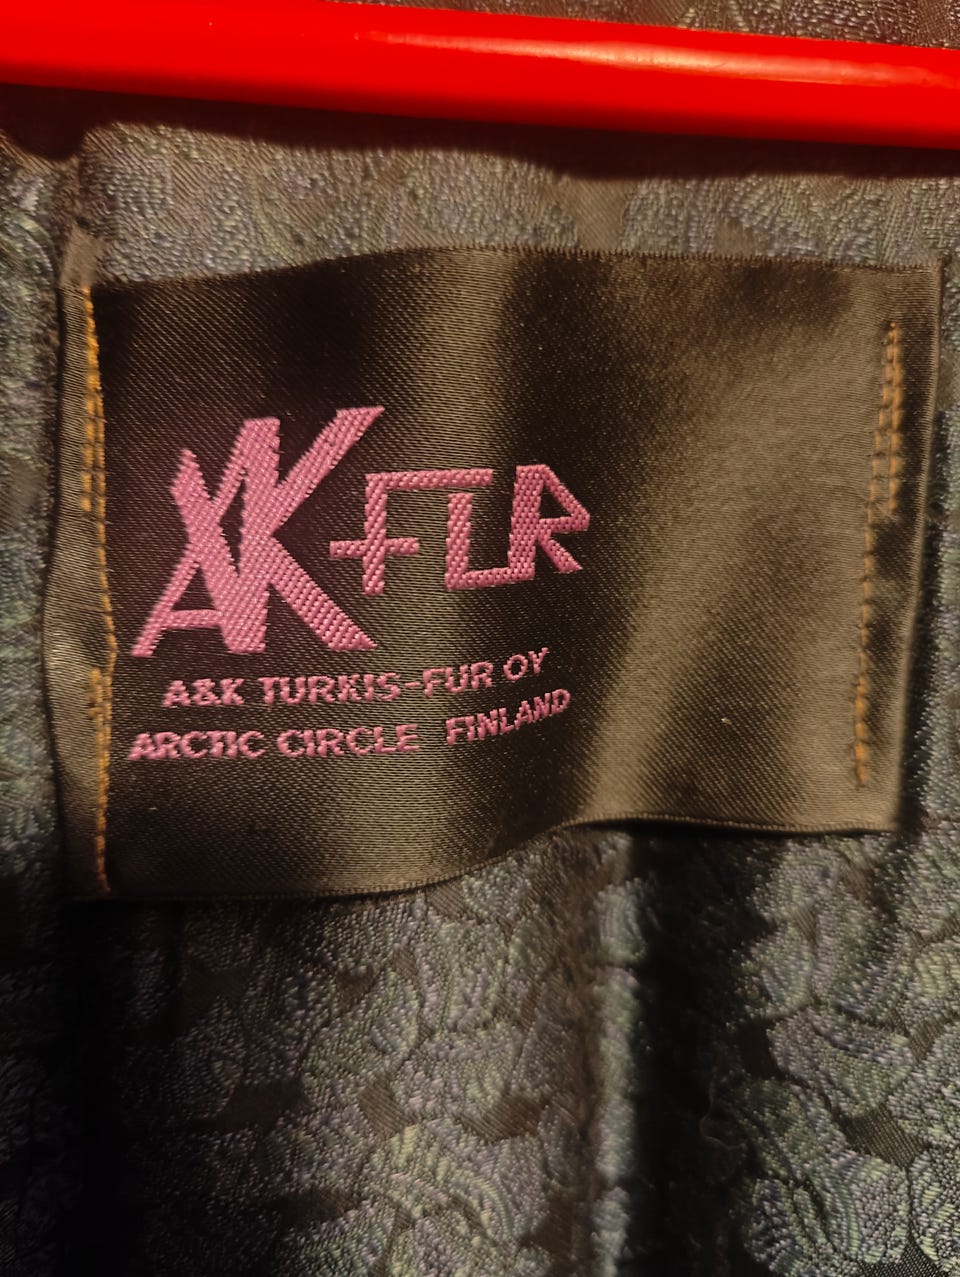 AK FUR
A&K TURKIS-FUR OY
ARCTIC CIRCLE FINLAND